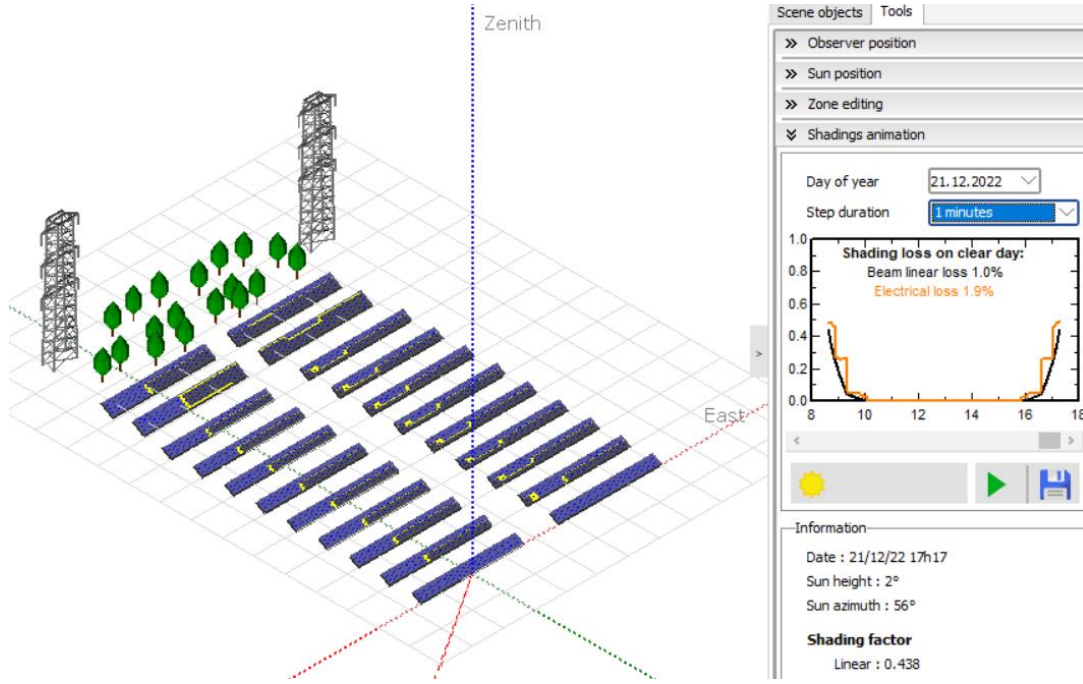 Zenith
East
Scene objects
Tools
Observer position
Sun position
Zone editing
Shadings animation
Day of year
21.12.2022
Step duration
1 minutes
Shading loss on clear day:
Beam linear loss 1.0%
Electrical loss 1.9%
1.0
0.8
0.6
0.4
0.2
0.0
8 10 12 14 16 18
Information
Date : 21/12/22 17h17
Sun height : 2°
Sun azimuth : 56°
Shading factor
Linear : 0.438